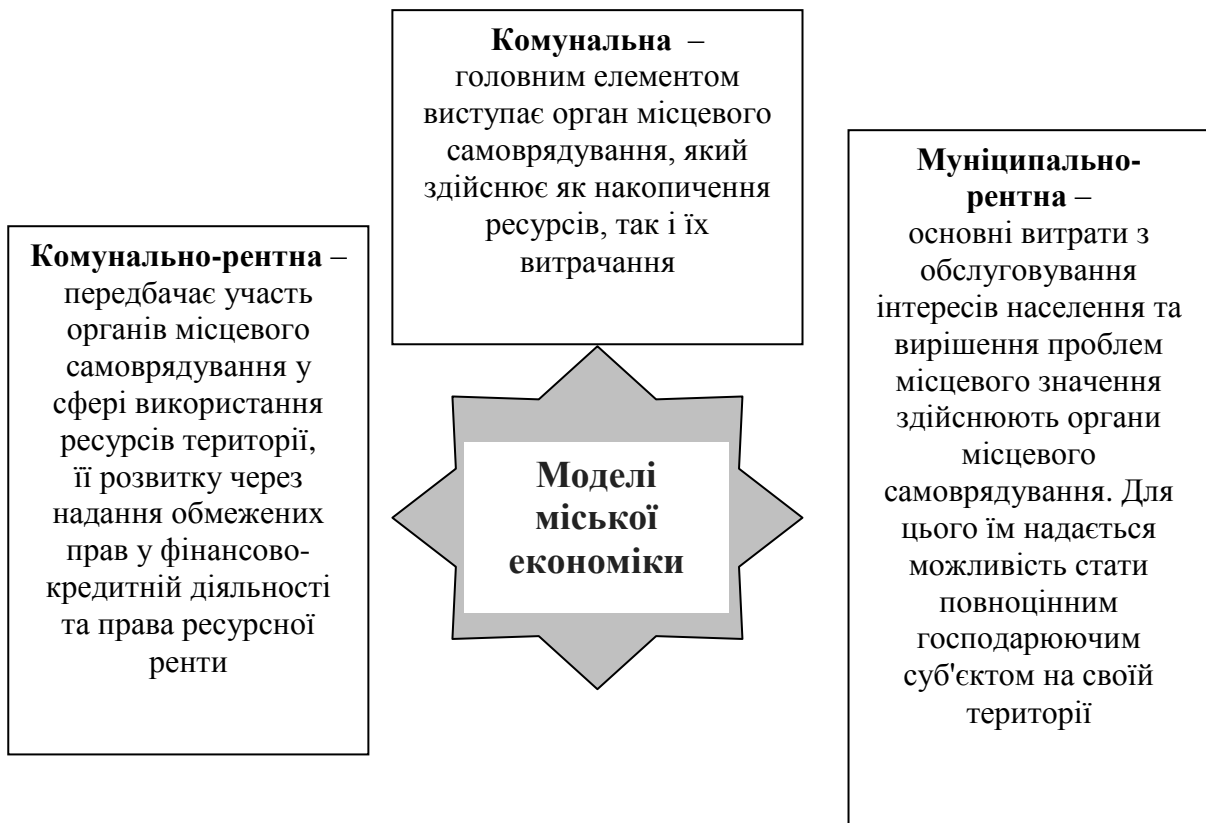 Комунальна –
головним елементом
виступає орган місцевого
самоврядування, який
здійснює як накопичення
ресурсів, так і їх
витрачання
Комунально-рентна –
передбачає участь
органів місцевого
самоврядування у
сфері використання
ресурсів території,
її розвитку через
надання обмежених
прав у фінансово-
кредитній діяльності
та права ресурсної
ренти
Моделі
міської
економіки
Муніципально-
рентна –
основні витрати з
обслуговування
інтересів населення та
вирішення проблем
місцевого значення
здійснюють органи
місцевого
самоврядування. Для
цього їм надається
можливість стати
повноцінним
господарюючим
суб'єктом на своїй
території